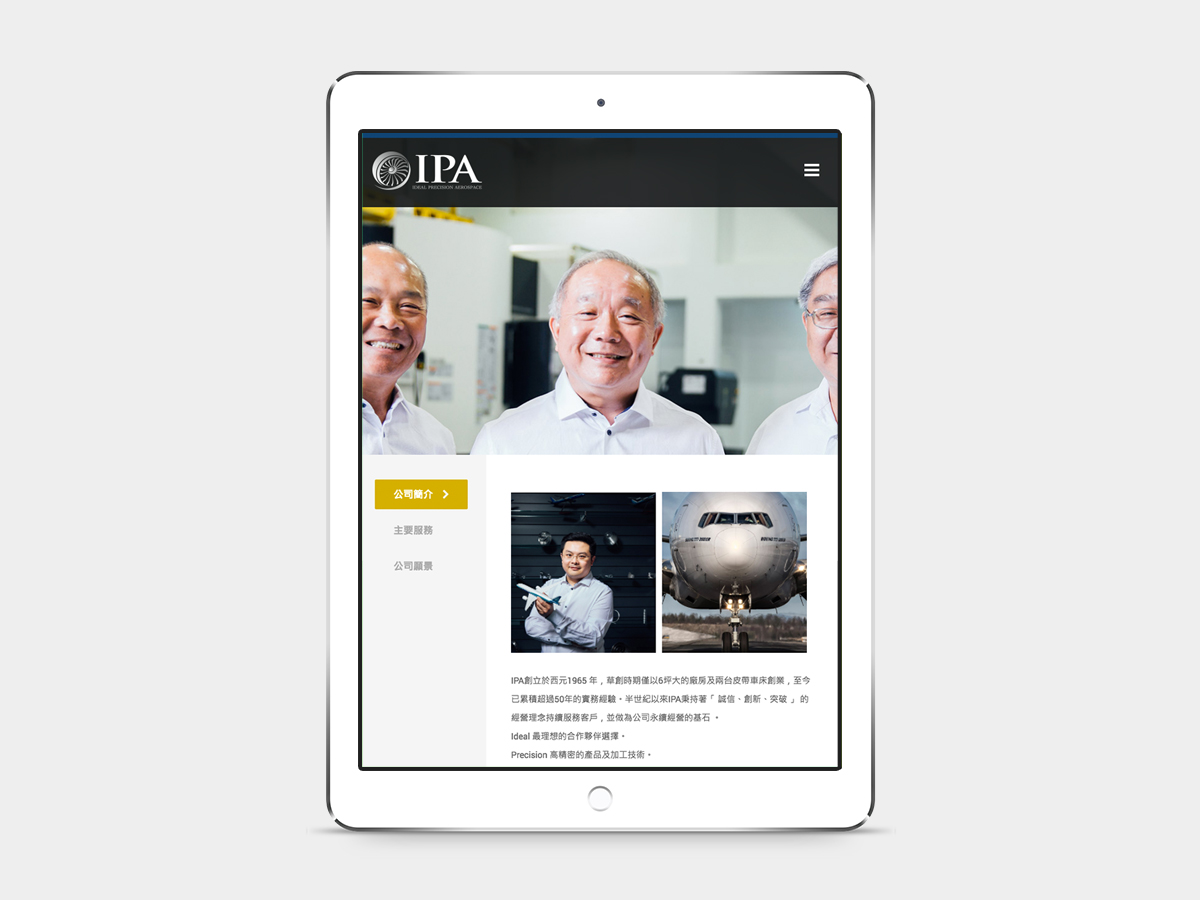 IPA
IDEAL PRECISION AEROSPACE
公司簡介
主要服務
公司願景
IPA創立於西元1965 年，草創時期僅以6坪大的廠房及兩台皮帶車床創業，至今
已累積超過50年的實務經驗。半世紀以來IPA秉持著「 誠信、創新、突破 」 的
經營理念持續服務客戶，並做為公司永續經營的基石 。
Ideal 最理想的合作夥伴選擇。
Precision 高精密的產品及加工技術。